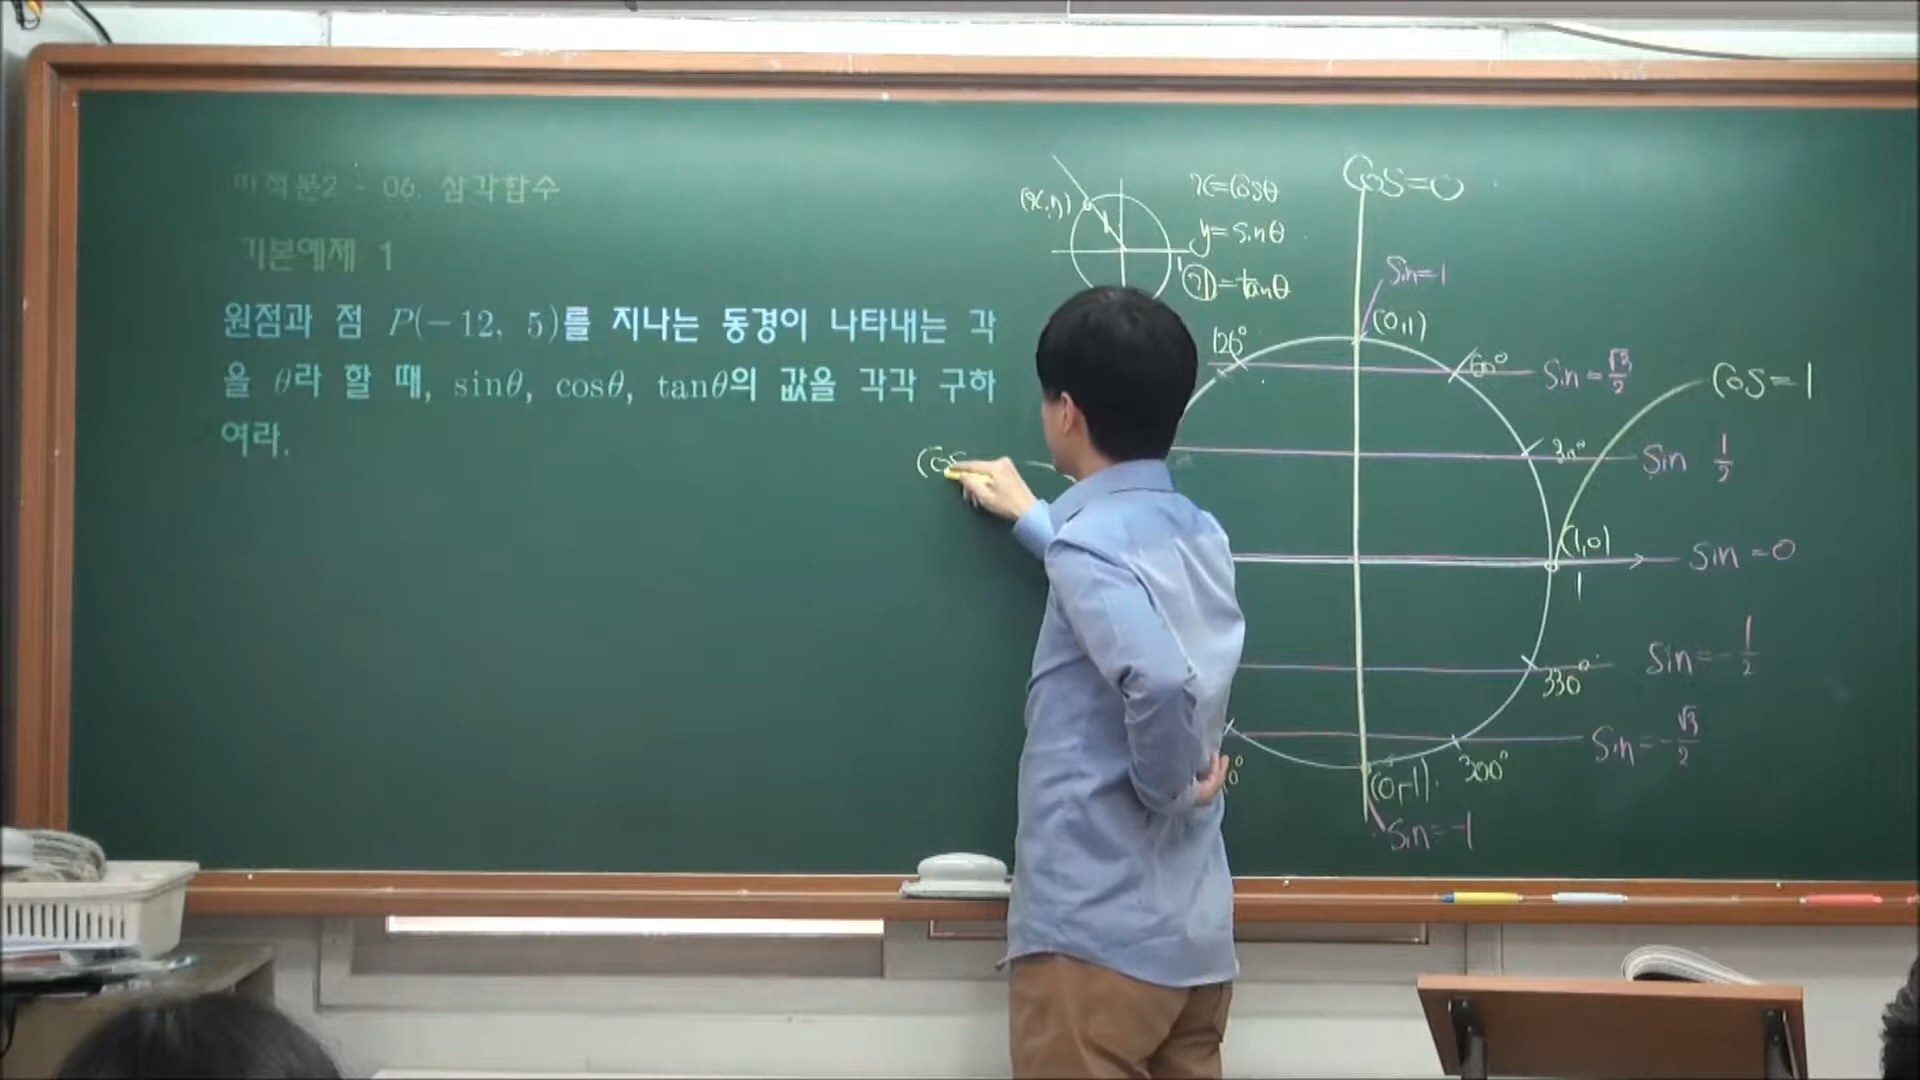 미적분2 - 06. 삼각함수
기본예제 1
원점과 점 P(-12, 5)를 지나는 동경이 나타내는 각
을 θ라 할 때, sinθ, cosθ, tanθ의 값을 각각 구하
여라.
(x,y)
1
x=cosθ
y=sinθ
=tanθ
1
cos=0
sin=1
(0,1)
120°
60°
sin=√3/2
cos=1
cos
30°
sin 1/2
(1,0)
1
sin=0
330°
sin=-1/2
300°
sin=-√3/2
(0,-1)
sin=-1